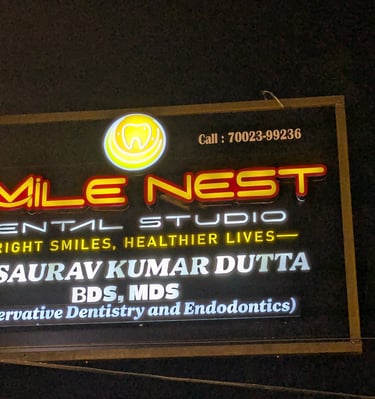 Call : 70023-99236
MiLE NEST
ENTAL STUDIO
RIGHT SMILES, HEALTHIER LIVES—
SAURAV KUMAR DUTTA
BDS, MDS
ervative Dentistry and Endodontics)